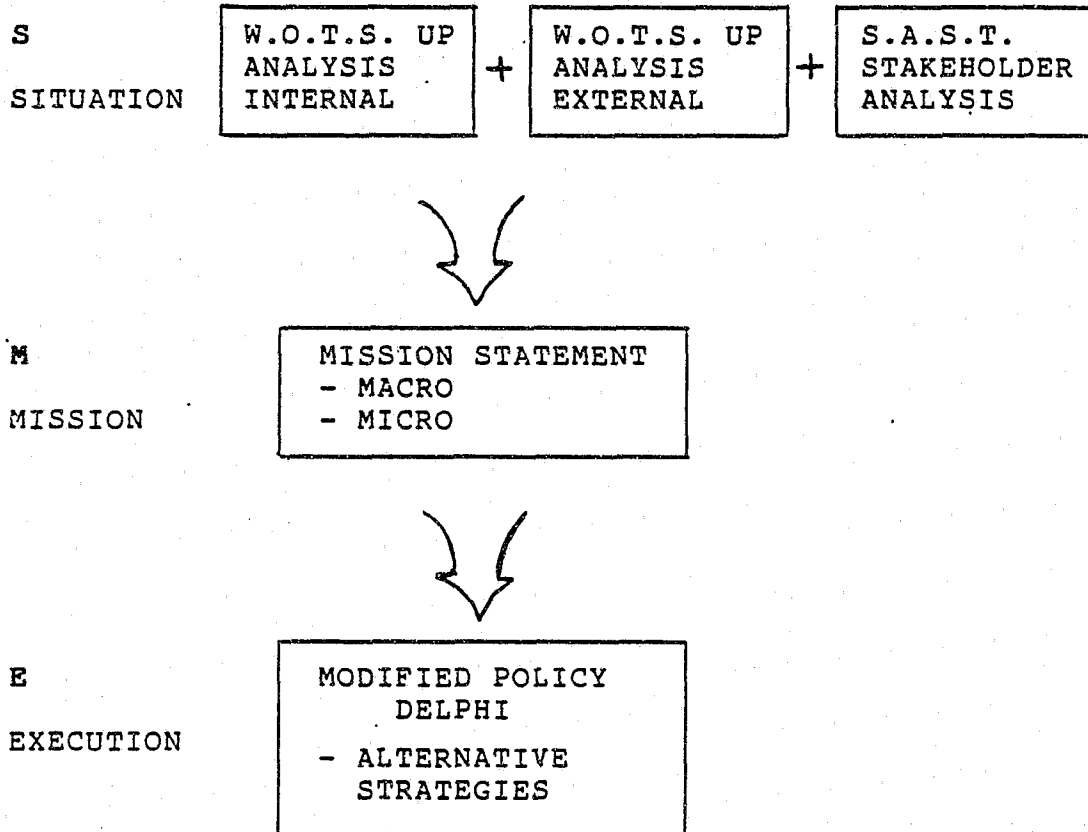 S
SITUATION
W.O.T.S. UP
ANALYSIS
INTERNAL
+
W.O.T.S. UP
ANALYSIS
EXTERNAL
+
S.A.S.T.
STAKEHOLDER
ANALYSIS
M
MISSION
MISSION STATEMENT
- MACRO
- MICRO
E
EXECUTION
MODIFIED POLICY
DELPHI
- ALTERNATIVE
STRATEGIES